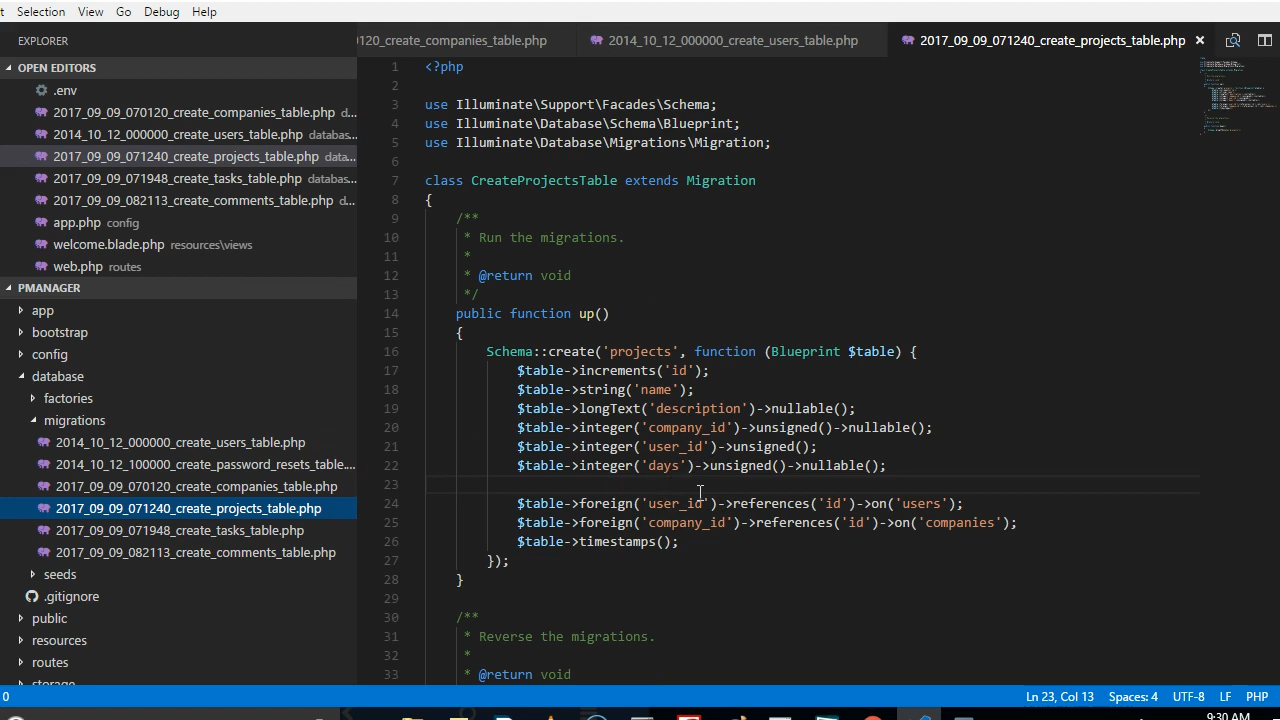 t Selection View Go Debug Help
EXPLORER
OPEN EDITORS
.env
2017_09_09_070120_create_companies_table.php d...
2014_10_12_000000_create_users_table.php databas...
2017_09_09_071240_create_projects_table.php data...
2017_09_09_071948_create_tasks_table.php databas...
2017_09_09_082113_create_comments_table.php d...
app.php config
welcome.blade.php resources\views
web.php routes
PMANAGER
app
bootstrap
config
database
factories
migrations
2014_10_12_000000_create_users_table.php
2014_10_12_100000_create_password_resets_table....
2017_09_09_070120_create_companies_table.php
2017_09_09_071240_create_projects_table.php
2017_09_09_071948_create_tasks_table.php
2017_09_09_082113_create_comments_table.php
seeds
.gitignore
public
resources
routes
storage
0120_create_companies_table.php 2014_10_12_000000_create_users_table.php 2017_09_09_071240_create_projects_table.php
1 <?php
2
3 use Illuminate\Support\Facades\Schema;
4 use Illuminate\Database\Schema\Blueprint;
5 use Illuminate\Database\Migrations\Migration;
6
7 class CreateProjectsTable extends Migration
8 {
9 /**
10 * Run the migrations.
11 *
12 * @return void
13 */
14 public function up()
15 {
16 Schema::create('projects', function (Blueprint $table) {
17 $table->increments('id');
18 $table->string('name');
19 $table->longText('description')->nullable();
20 $table->integer('company_id')->unsigned()->nullable();
21 $table->integer('user_id')->unsigned();
22 $table->integer('days')->unsigned()->nullable();
23
24 $table->foreign('user_id')->references('id')->on('users');
25 $table->foreign('company_id')->references('id')->on('companies');
26 $table->timestamps();
27 });
28 }
29
30 /**
31 * Reverse the migrations.
32 *
33 * @return void
0 Ln 23, Col 13 Spaces: 4 UTF-8 LF PHP
9:30 AM